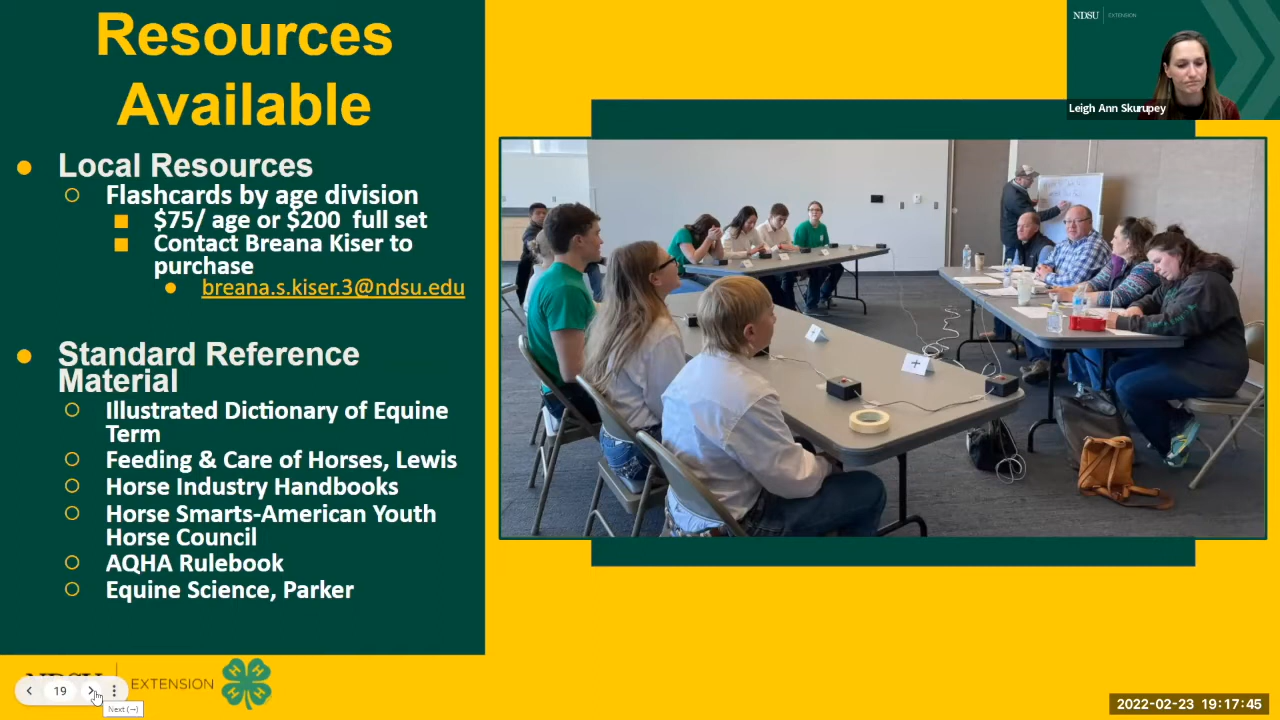 Resources
Available
Local Resources
Flashcards by age division
$75/ age or $200 full set
Contact Breana Kiser to
purchase
breana.s.kiser.3@ndsu.edu
Standard Reference
Material
Illustrated Dictionary of Equine
Term
Feeding & Care of Horses, Lewis
Horse Industry Handbooks
Horse Smarts-American Youth
Horse Council
AQHA Rulebook
Equine Science, Parker
NDSU EXTENSION
Leigh Ann Skurupey
NDSU EXTENSION
19
Next (→)
2022-02-23 19:17:45